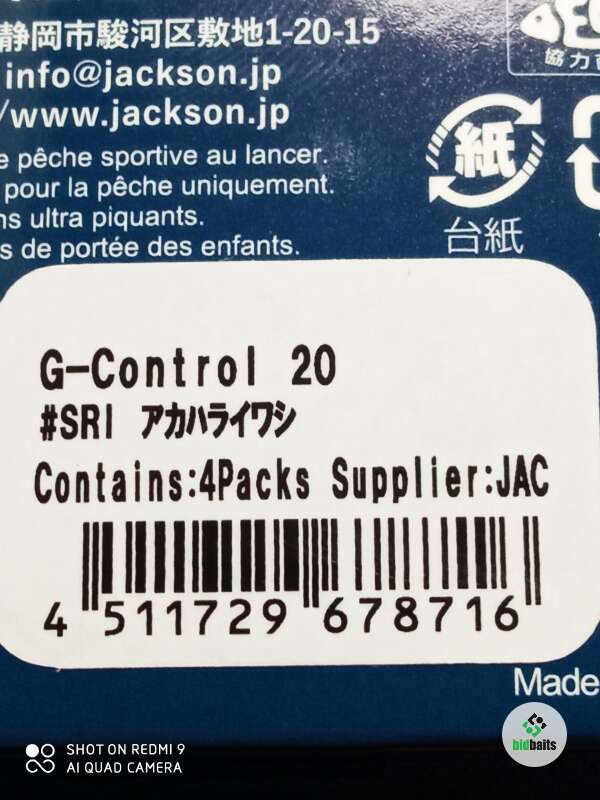 静岡市駿河区敷地1-20-15
info@jackson.jp
/www.jackson.jp
協力
e pêche sportive au lancer.
pour la pêche uniquement.
ns ultra piquants.
s de portée des enfants.
紙
台紙
G-Control 20
#SRI アカハライワシ
Contains:4Packs Supplier:JAC
4 511729 678716
Made
bidbaits
SHOT ON REDMI 9
AI QUAD CAMERA